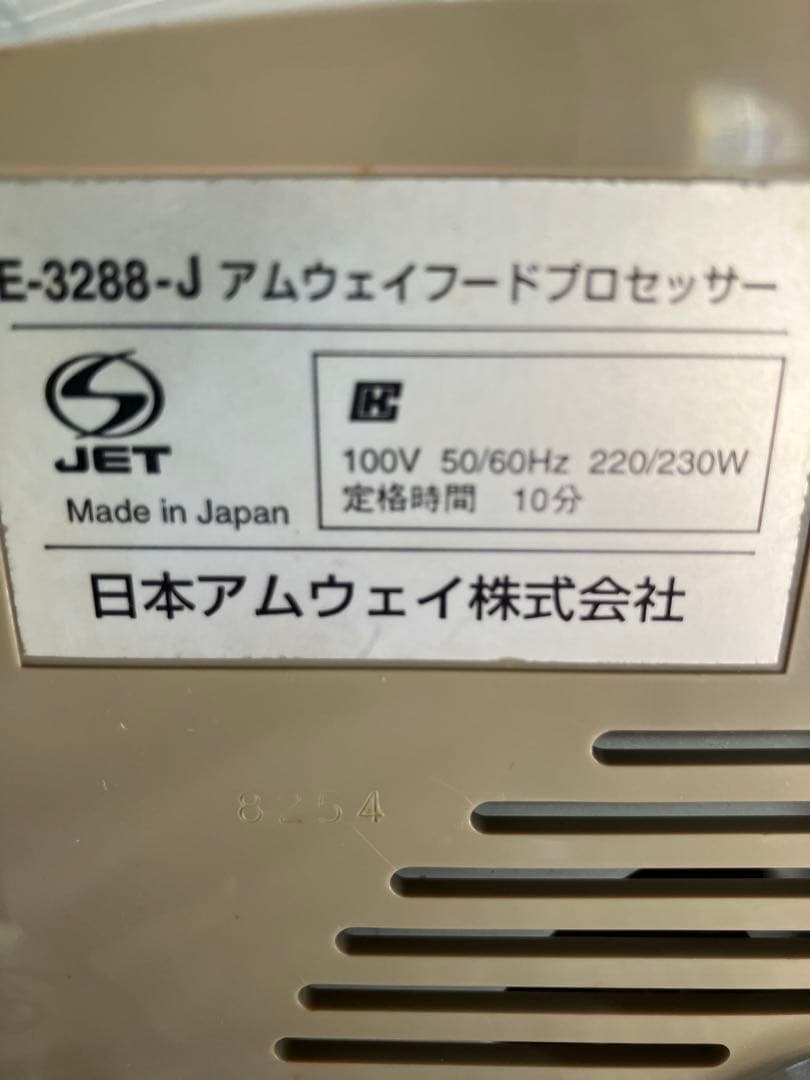 E-3288-J アムウェイフードプロセッサー
JET
Made in Japan
100V 50/60Hz 220/230W
定格時間 10分
日本アムウェイ株式会社
8254